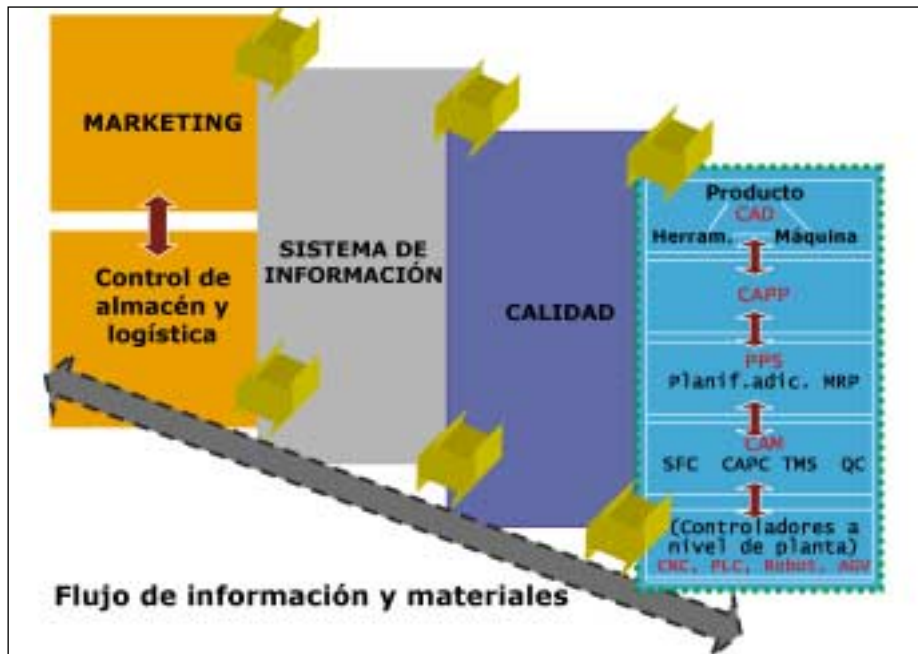 MARKETING
Control de
almacén y
logística
SISTEMA DE
INFORMACIÓN
CALIDAD
Producto
CAD
Herram. Máquina
CAPP
PPS
Planif.adic. MRP
CAM
SFC CAPC TMS QC
(Controladores a
nivel de planta)
CNC, PLC, Robot, AGV
Flujo de información y materiales